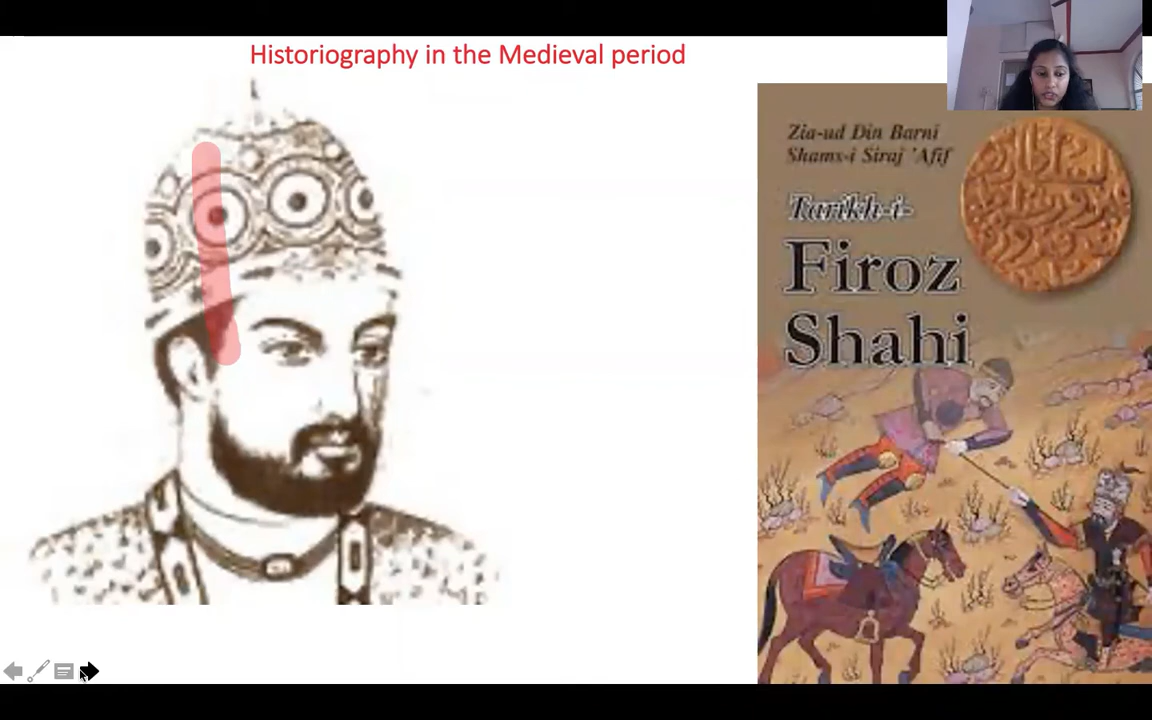 Historiography in the Medieval period
Zia-ud Din Barni
Shams-i Siraj 'Afif
Tarikh-i-
Firoz
Shahi